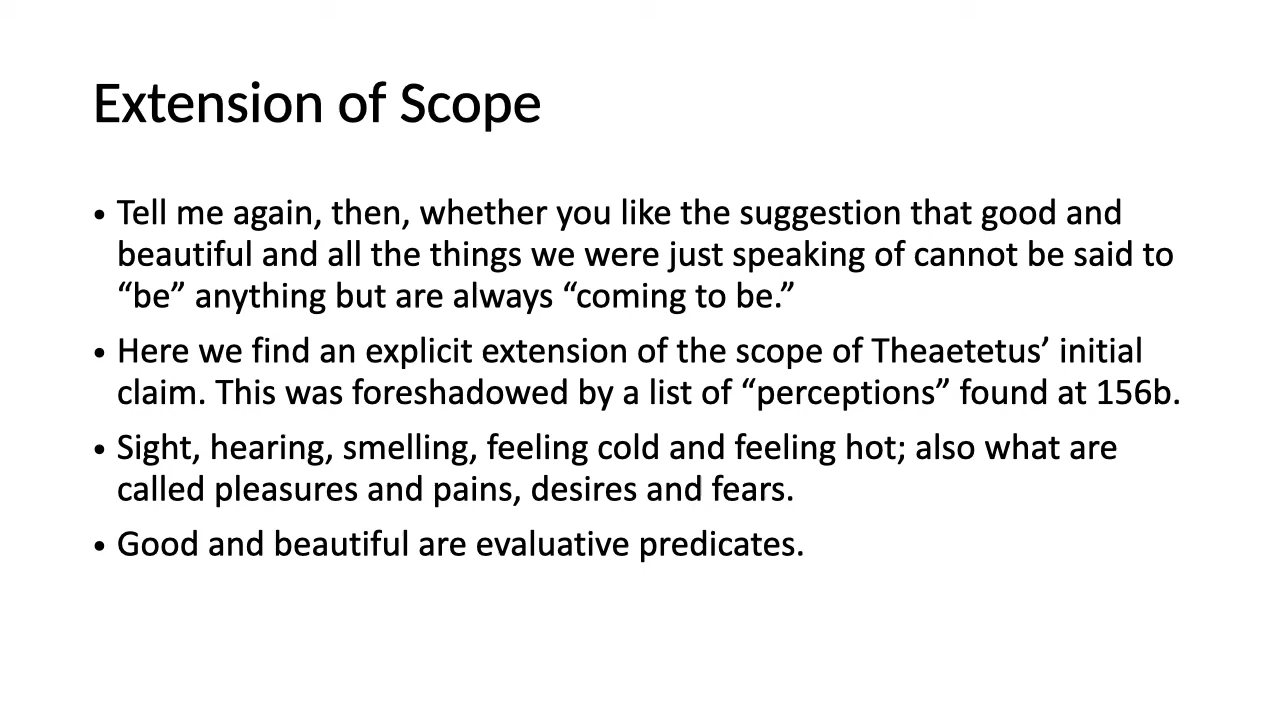 Extension of Scope
• Tell me again, then, whether you like the suggestion that good and
beautiful and all the things we were just speaking of cannot be said to
“be” anything but are always “coming to be.”
• Here we find an explicit extension of the scope of Theaetetus’ initial
claim. This was foreshadowed by a list of “perceptions” found at 156b.
• Sight, hearing, smelling, feeling cold and feeling hot; also what are
called pleasures and pains, desires and fears.
• Good and beautiful are evaluative predicates.